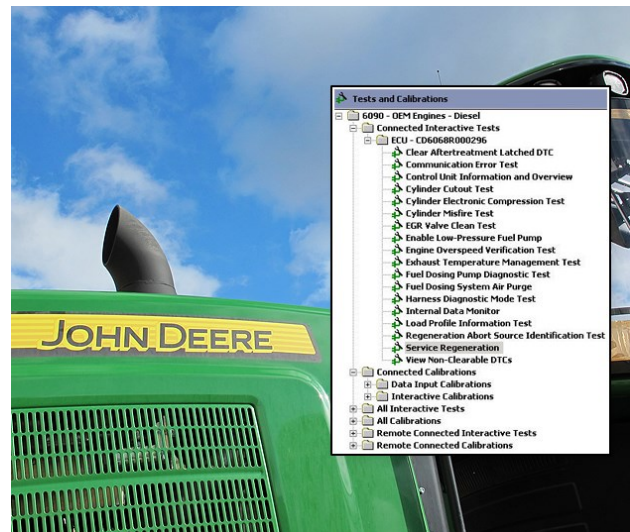 JOHN DEERE
Tests and Calibrations
6090 - OEM Engines - Diesel
Connected Interactive Tests
ECU - CD6068R000296
Clear Aftertreatment Latched DTC
Communication Error Test
Control Unit Information and Overview
Cylinder Cutout Test
Cylinder Electronic Compression Test
Cylinder Misfire Test
EGR Valve Clean Test
Enable Low-Pressure Fuel Pump
Engine Overspeed Verification Test
Exhaust Temperature Management Test
Fuel Dosing Pump Diagnostic Test
Fuel Dosing System Air Purge
Harness Diagnostic Mode Test
Internal Data Monitor
Load Profile Information Test
Regeneration Abort Source Identification Test
Service Regeneration
View Non-Clearable DTCs
Connected Calibrations
Data Input Calibrations
Interactive Calibrations
All Interactive Tests
All Calibrations
Remote Connected Interactive Tests
Remote Connected Calibrations